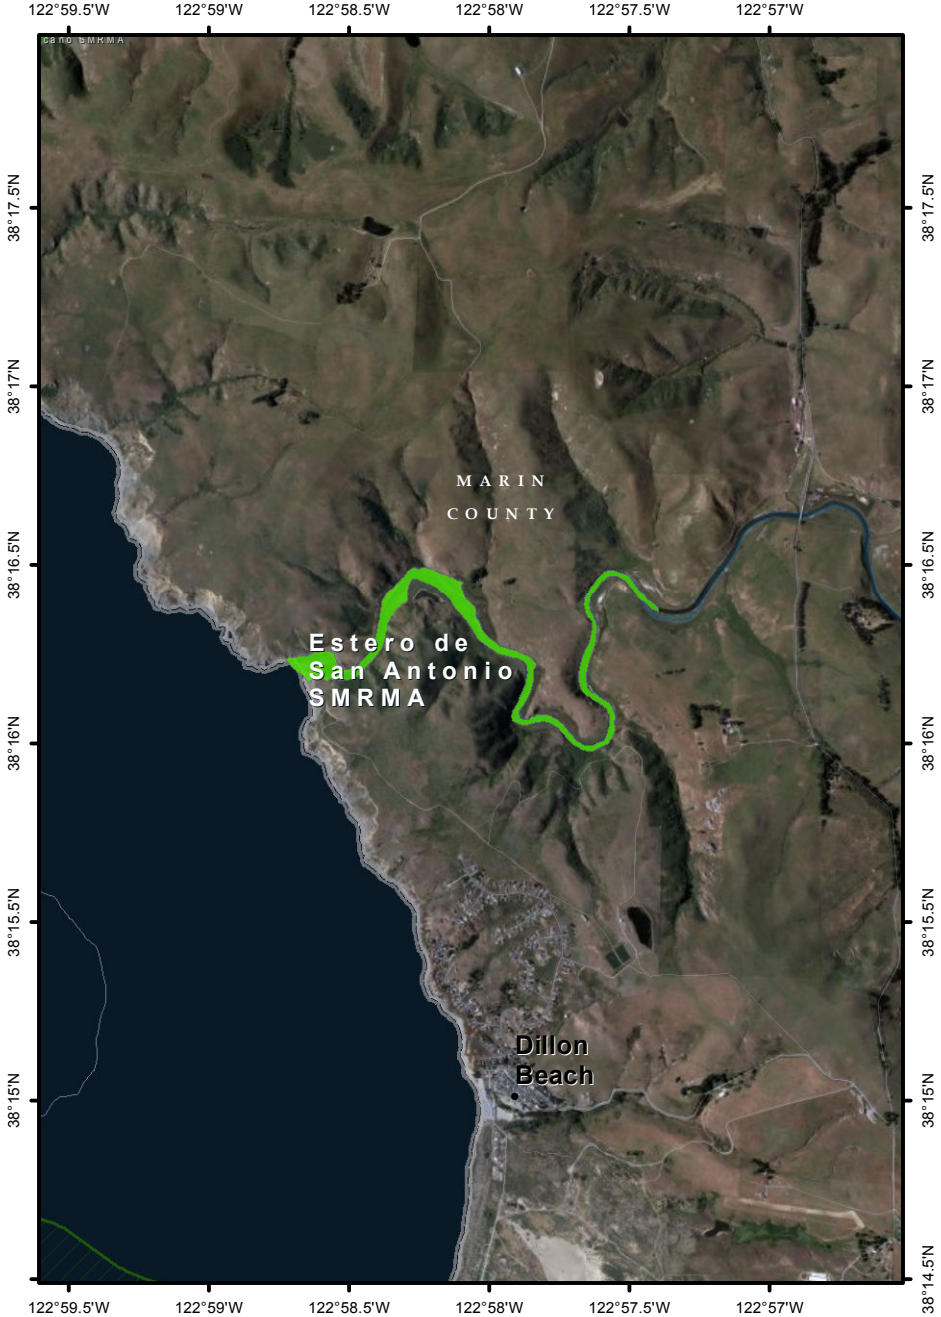 122°59.5'W 122°59'W 122°58.5'W 122°58'W 122°57.5'W 122°57'W
cano SMRMA
38°17.5'N 38°17.5'N
38°17'N 38°17'N
MARIN
COUNTY
38°16.5'N 38°16.5'N
Estero de
San Antonio
SMRMA
38°16'N 38°16'N
38°15.5'N 38°15.5'N
Dillon
Beach
38°15'N 38°15'N
38°14.5'N
122°59.5'W 122°59'W 122°58.5'W 122°58'W 122°57.5'W 122°57'W